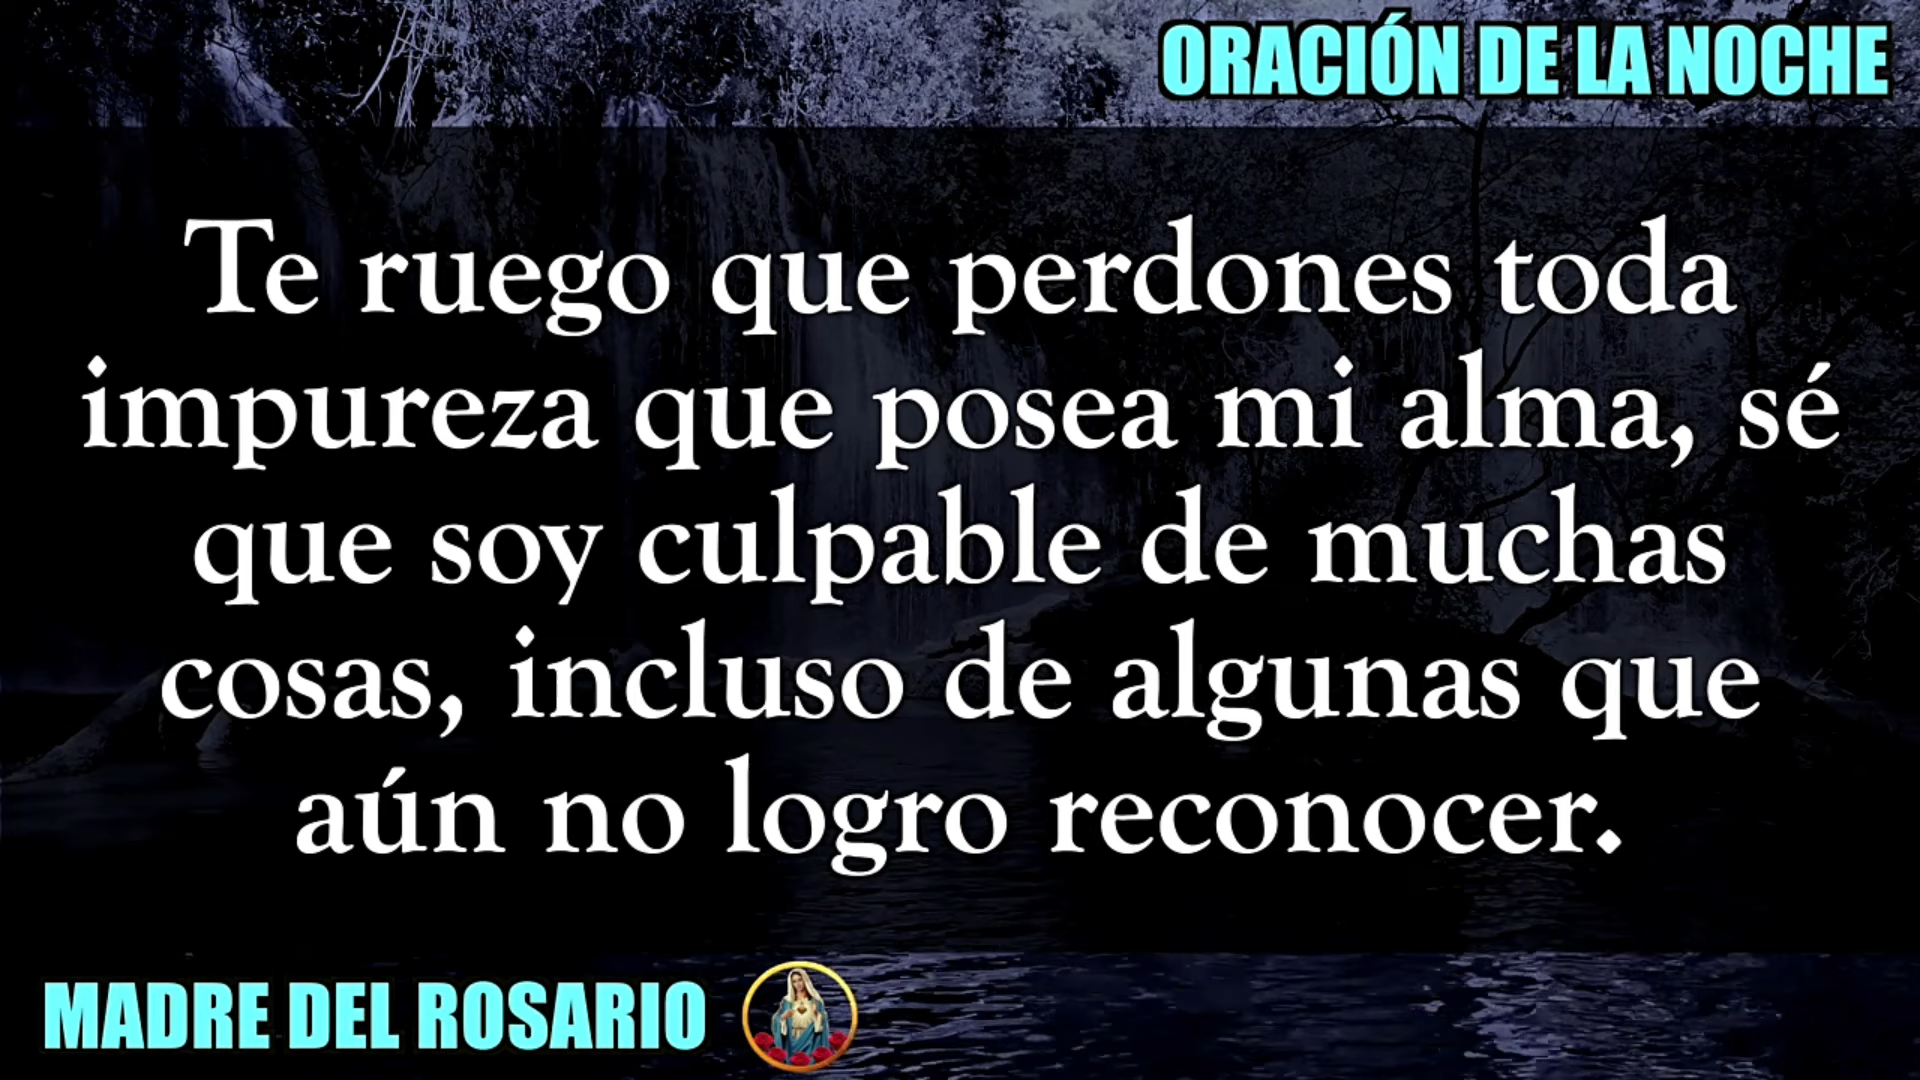 ORACIÓN DE LA NOCHE
Te ruego que perdones toda
impureza que posea mi alma, sé
que soy culpable de muchas
cosas, incluso de algunas que
aún no logro reconocer.
MADRE DEL ROSARIO